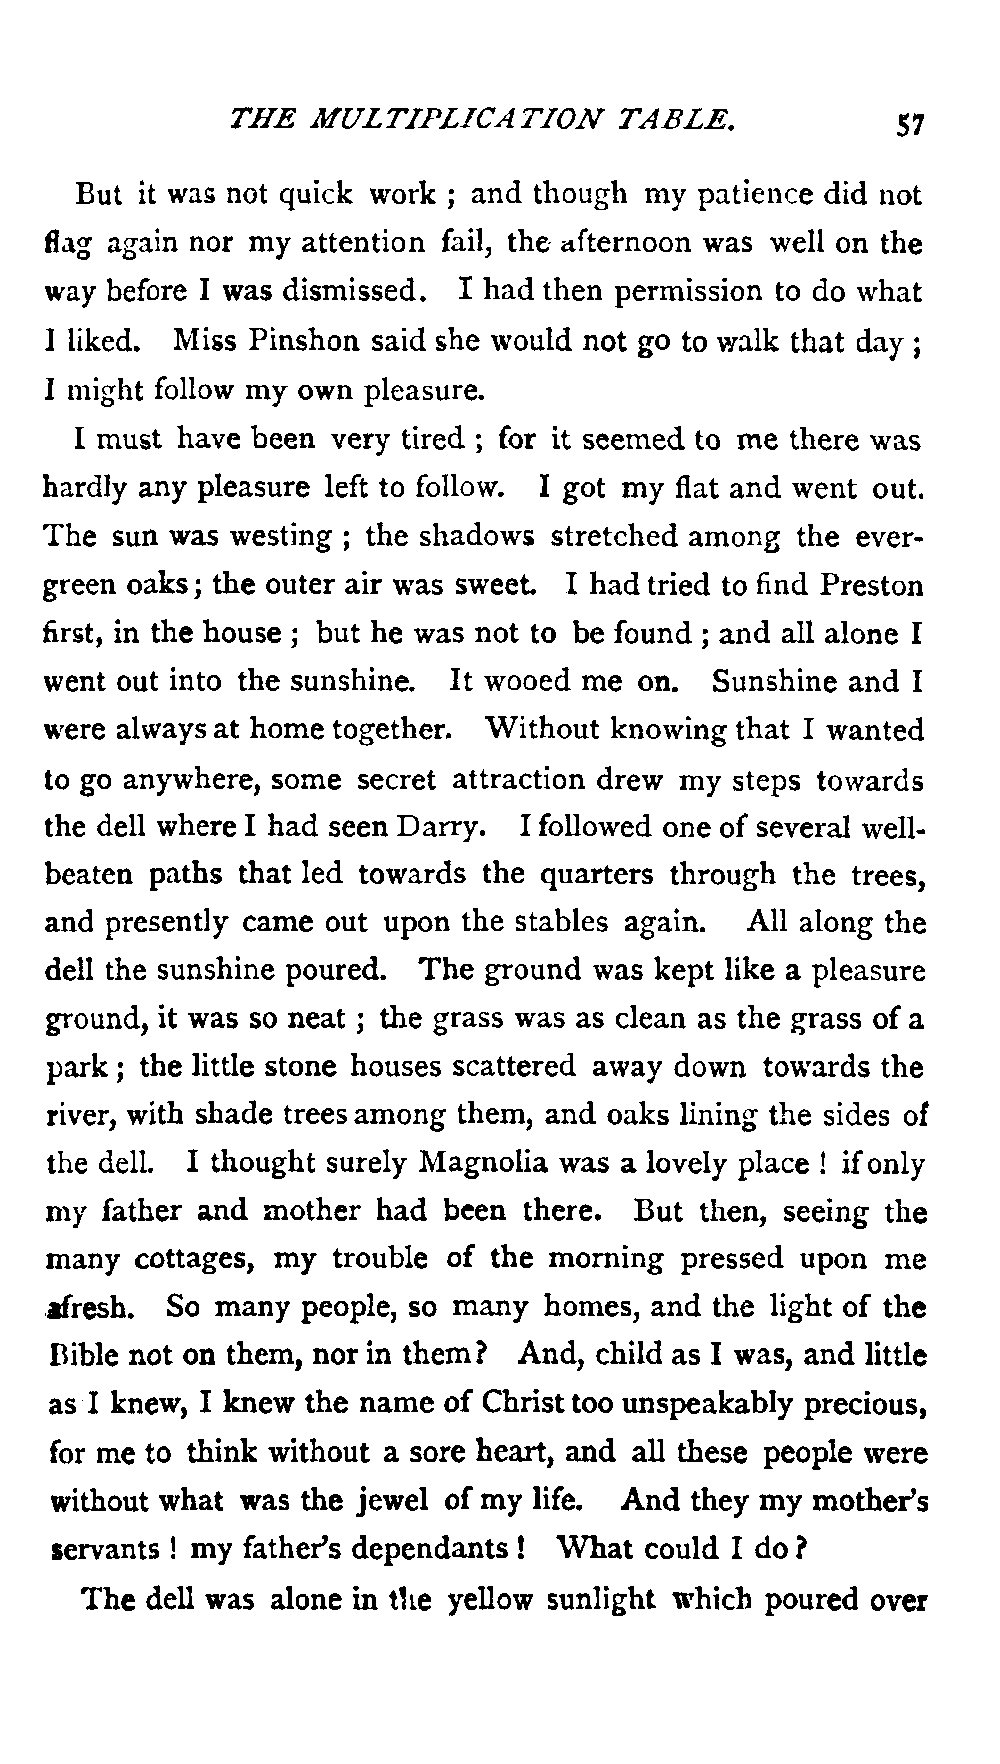 THE MULTIPLICATION TABLE. 57
But it was not quick work ; and though my patience did not
flag again nor my attention fail, the afternoon was well on the
way before I was dismissed. I had then permission to do what
I liked. Miss Pinshon said she would not go to walk that day ;
I might follow my own pleasure.
I must have been very tired ; for it seemed to me there was
hardly any pleasure left to follow. I got my flat and went out.
The sun was westing ; the shadows stretched among the ever-
green oaks ; the outer air was sweet. I had tried to find Preston
first, in the house ; but he was not to be found ; and all alone I
went out into the sunshine. It wooed me on. Sunshine and I
were always at home together. Without knowing that I wanted
to go anywhere, some secret attraction drew my steps towards
the dell where I had seen Darry. I followed one of several well-
beaten paths that led towards the quarters through the trees,
and presently came out upon the stables again. All along the
dell the sunshine poured. The ground was kept like a pleasure
ground, it was so neat ; the grass was as clean as the grass of a
park ; the little stone houses scattered away down towards the
river, with shade trees among them, and oaks lining the sides of
the dell. I thought surely Magnolia was a lovely place ! if only
my father and mother had been there. But then, seeing the
many cottages, my trouble of the morning pressed upon me
afresh. So many people, so many homes, and the light of the
Bible not on them, nor in them? And, child as I was, and little
as I knew, I knew the name of Christ too unspeakably precious,
for me to think without a sore heart, and all these people were
without what was the jewel of my life. And they my mother's
servants ! my father's dependants ! What could I do ?
The dell was alone in the yellow sunlight which poured over